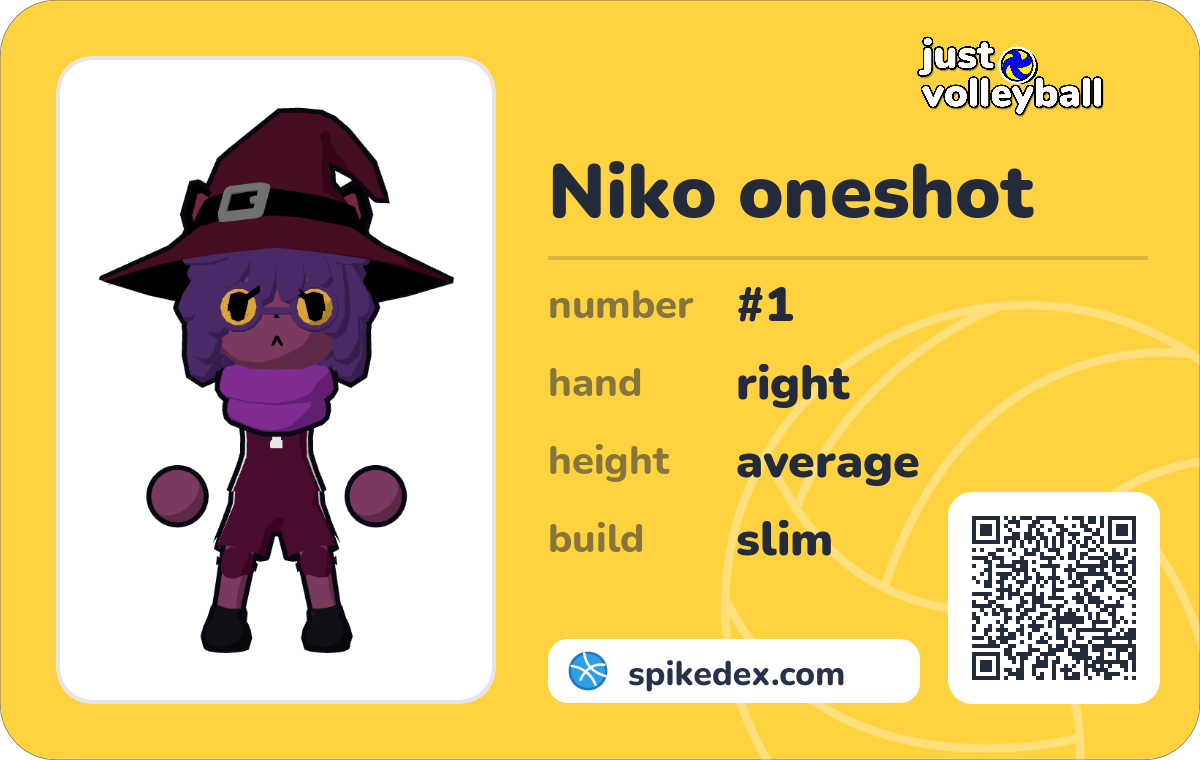 just
volleyball
Niko oneshot
number #1
hand right
height average
build slim
spikedex.com